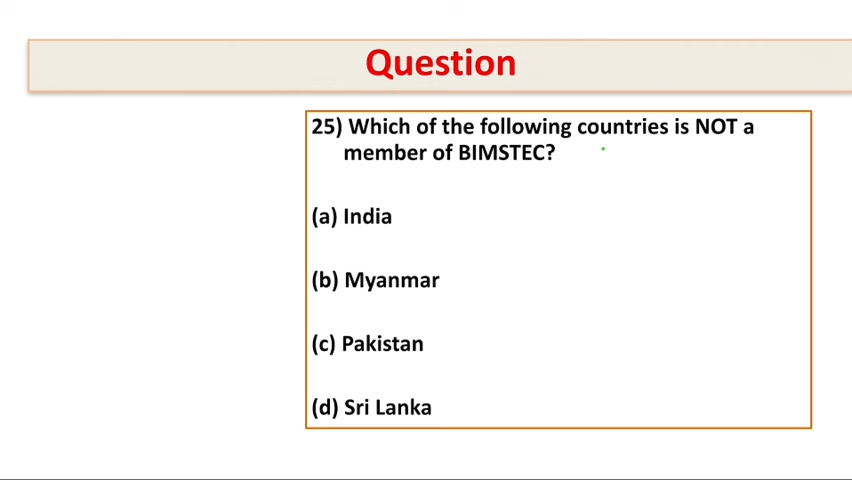 Question
25) Which of the following countries is NOT a
member of BIMSTEC?
(a) India
(b) Myanmar
(c) Pakistan
(d) Sri Lanka